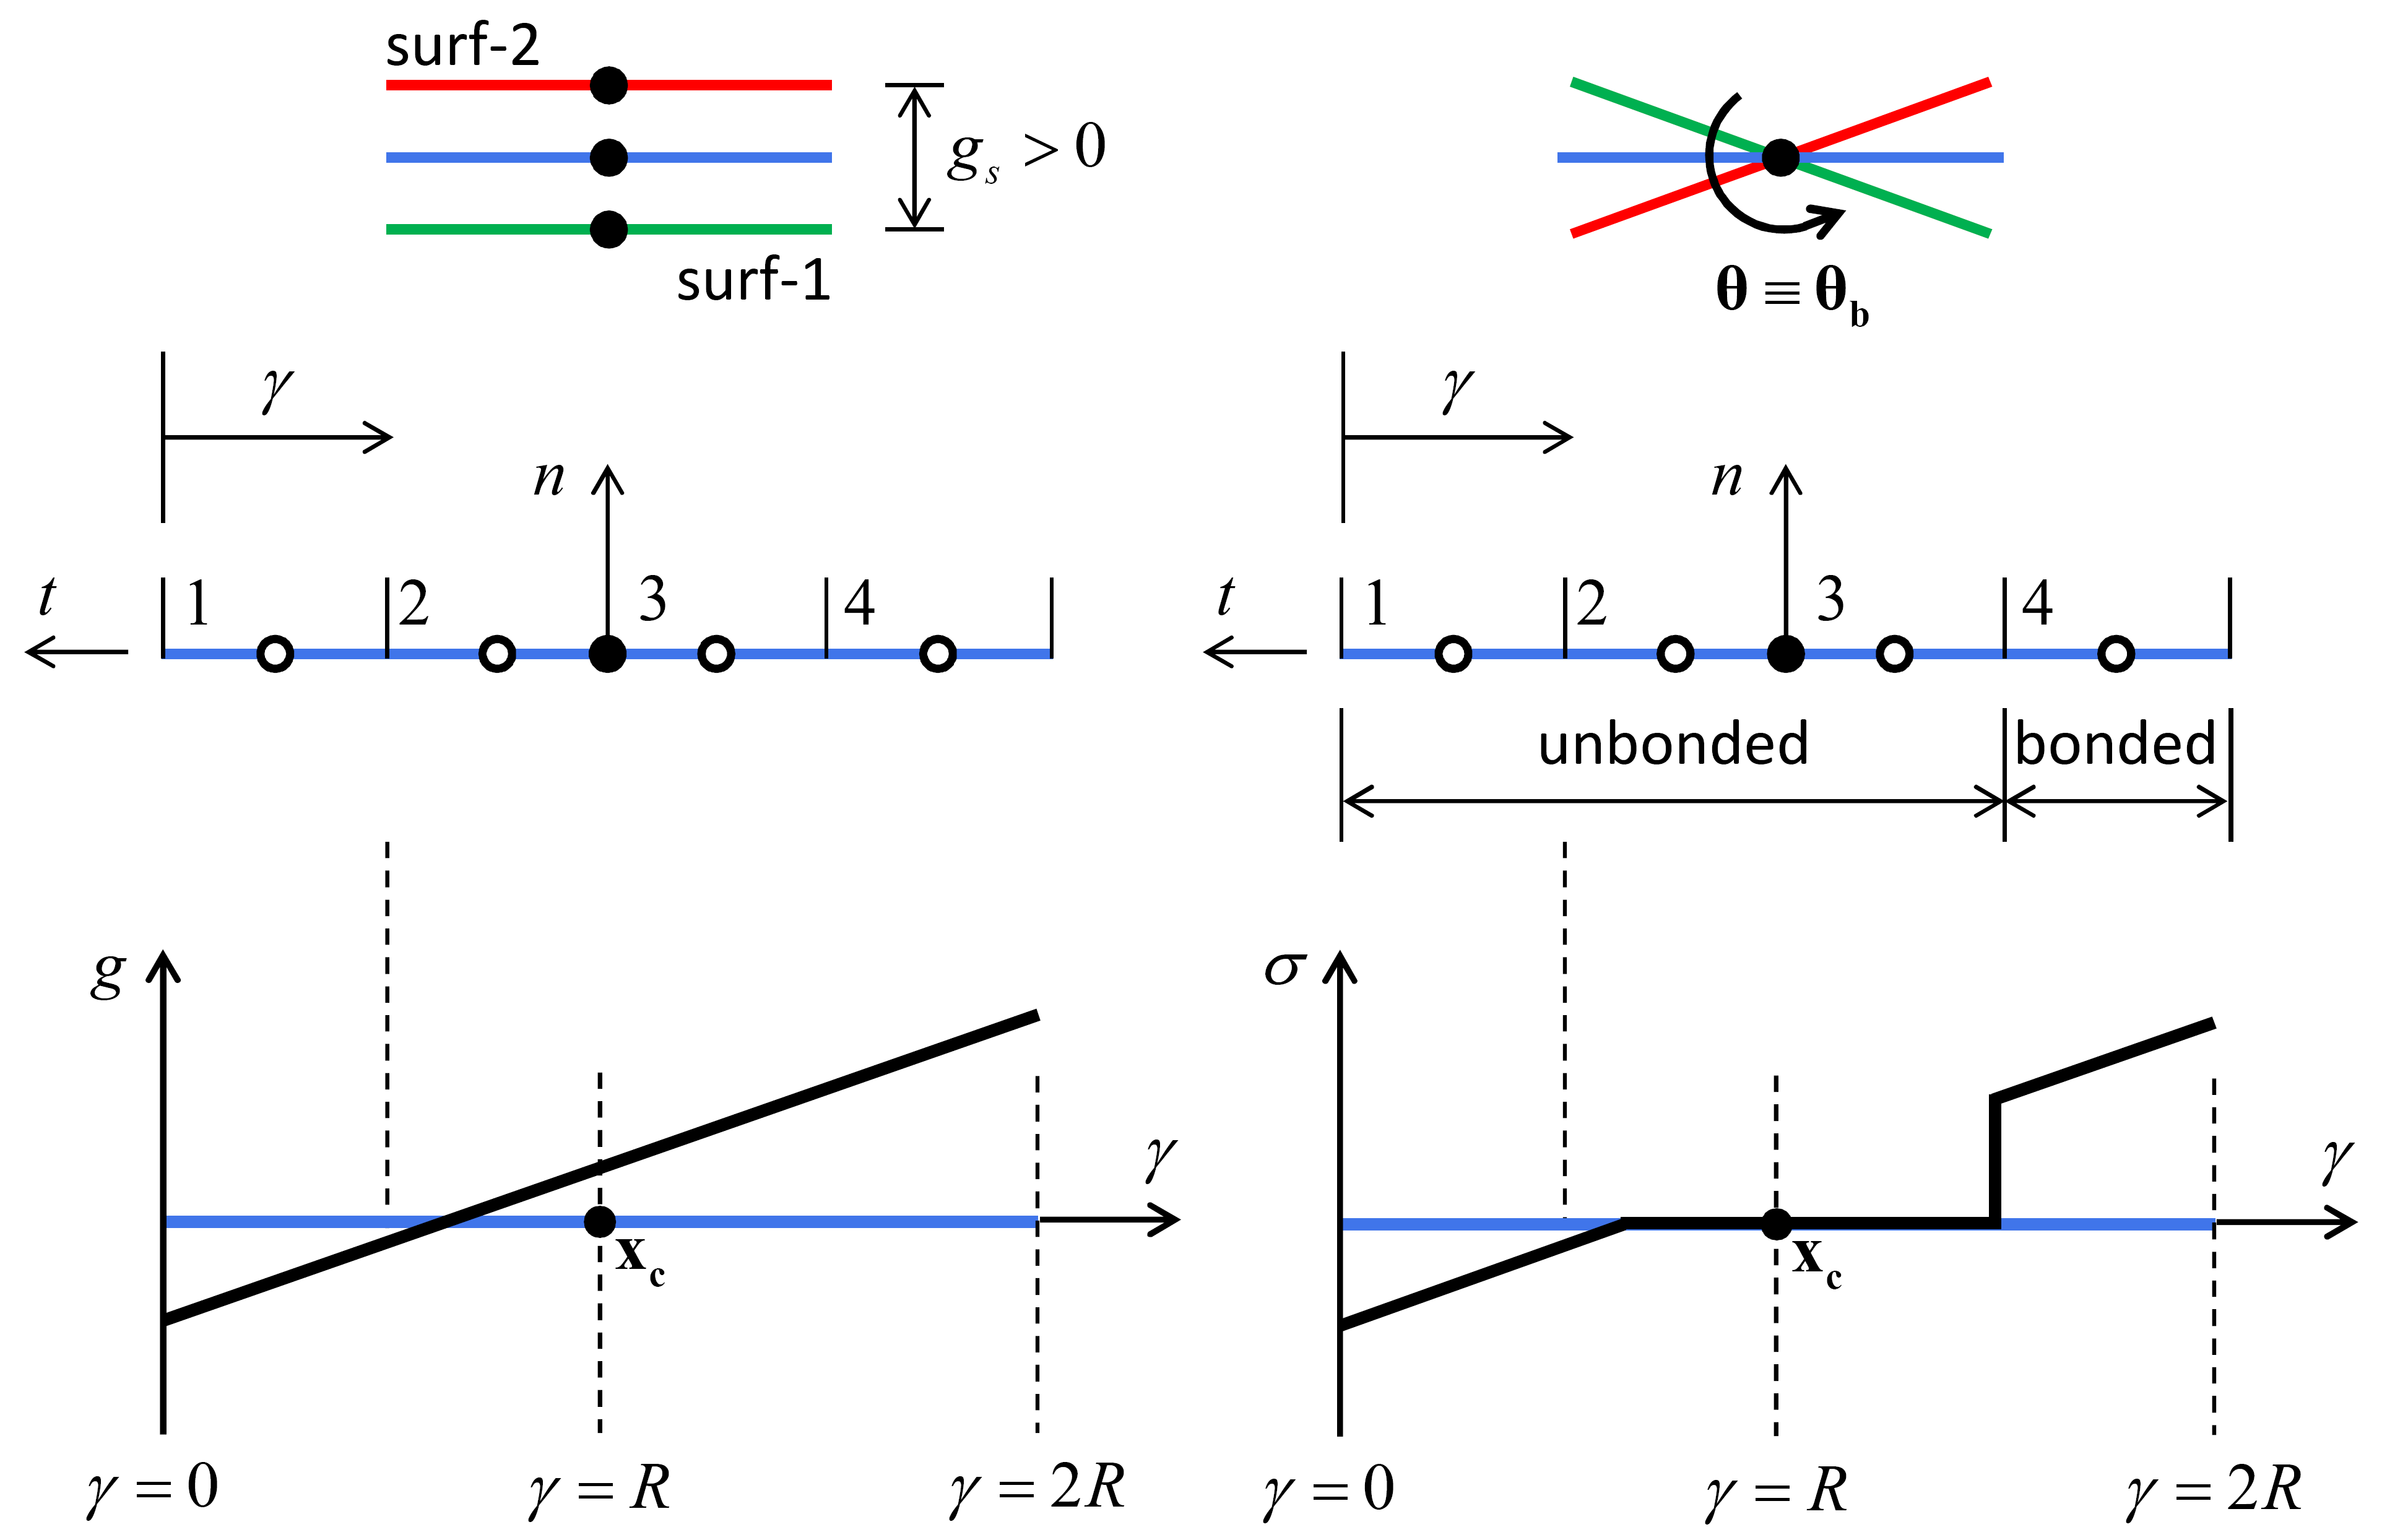 surf-2
g_s > 0
surf-1
θ ≡ θ_b
γ
γ
n
n
t
1
2
3
4
t
1
2
3
4
unbonded
bonded
g
σ
γ
γ
x_c
x_c
γ = 0
γ = R
γ = 2R
γ = 0
γ = R
γ = 2R